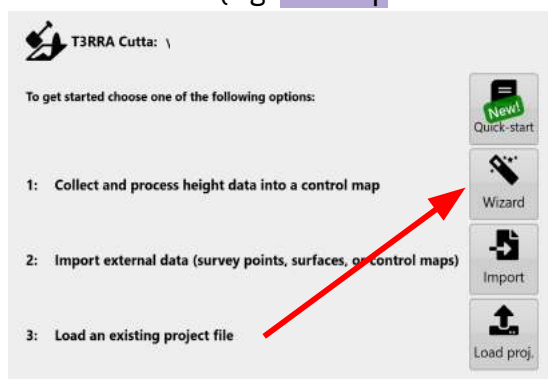 T3RRA Cutta: \
To get started choose one of the following options:
New!
Quick-start
1: Collect and process height data into a control map
Wizard
2: Import external data (survey points, surfaces, or control maps)
Import
3: Load an existing project file
Load proj.